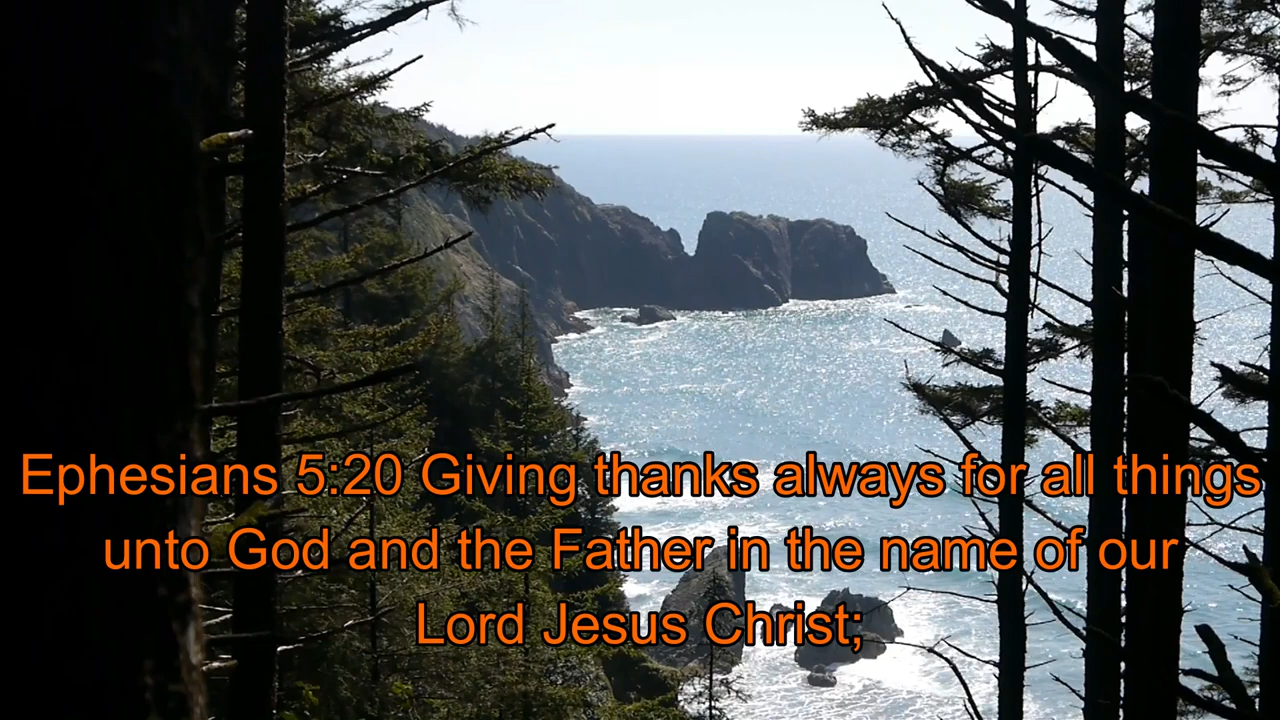 Ephesians 5:20 Giving thanks always for all things
unto God and the Father in the name of our
Lord Jesus Christ;